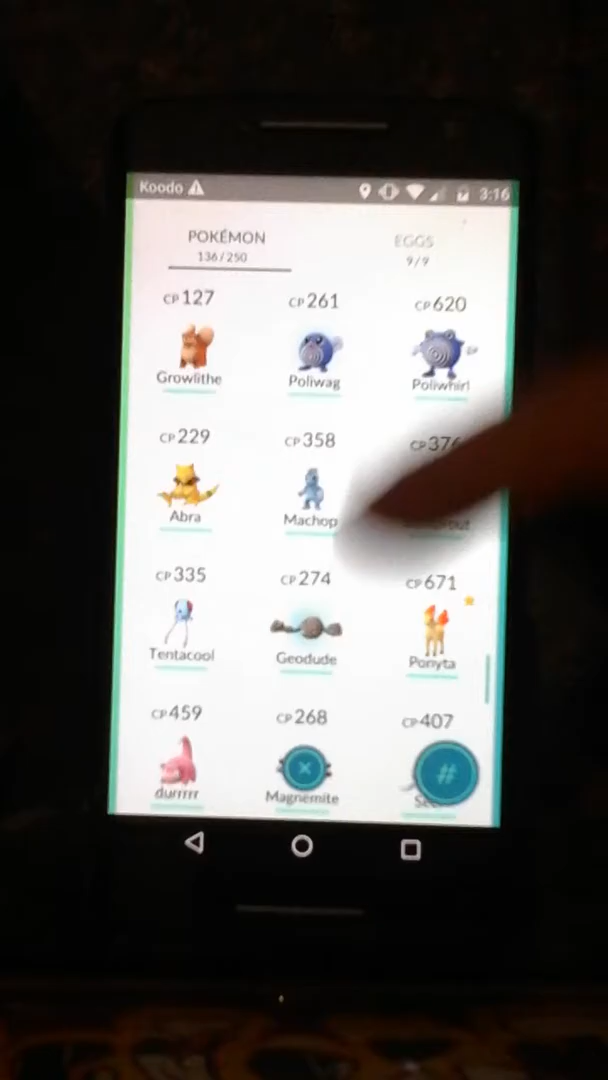 Koodo 3:16
POKÉMON EGGS
136/250 9/9
CP127 CP261 CP620
Growlithe Poliwag Poliwhirl
CP229 CP358 CP376
Abra Machop
CP335 CP274 CP671
Tentacool Geodude Ponyta
CP459 CP268 CP407
#
durrrrr Magnemite